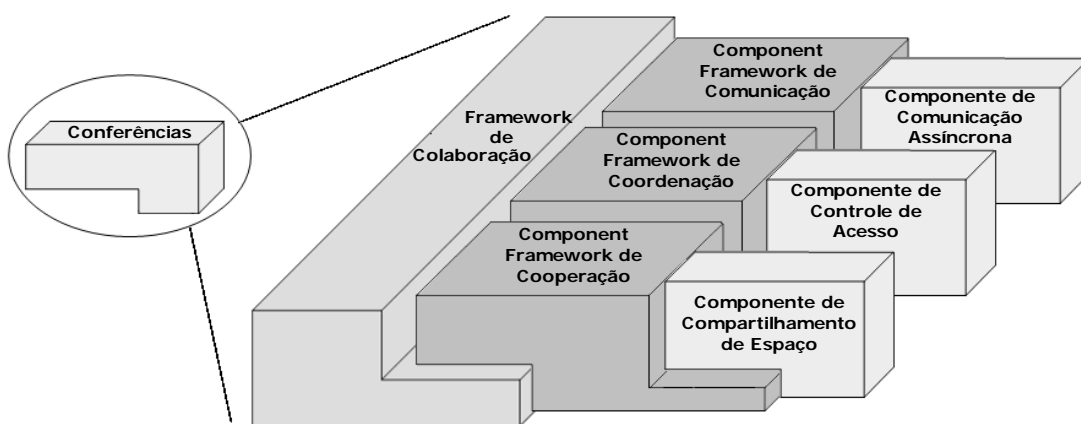 Conferências
Framework
de
Colaboração
Component
Framework de
Comunicação
Componente de
Comunicação
Assíncrona
Component
Framework de
Coordenação
Componente de
Controle de
Acesso
Component
Framework de
Cooperação
Componente de
Compartilhamento
de Espaço